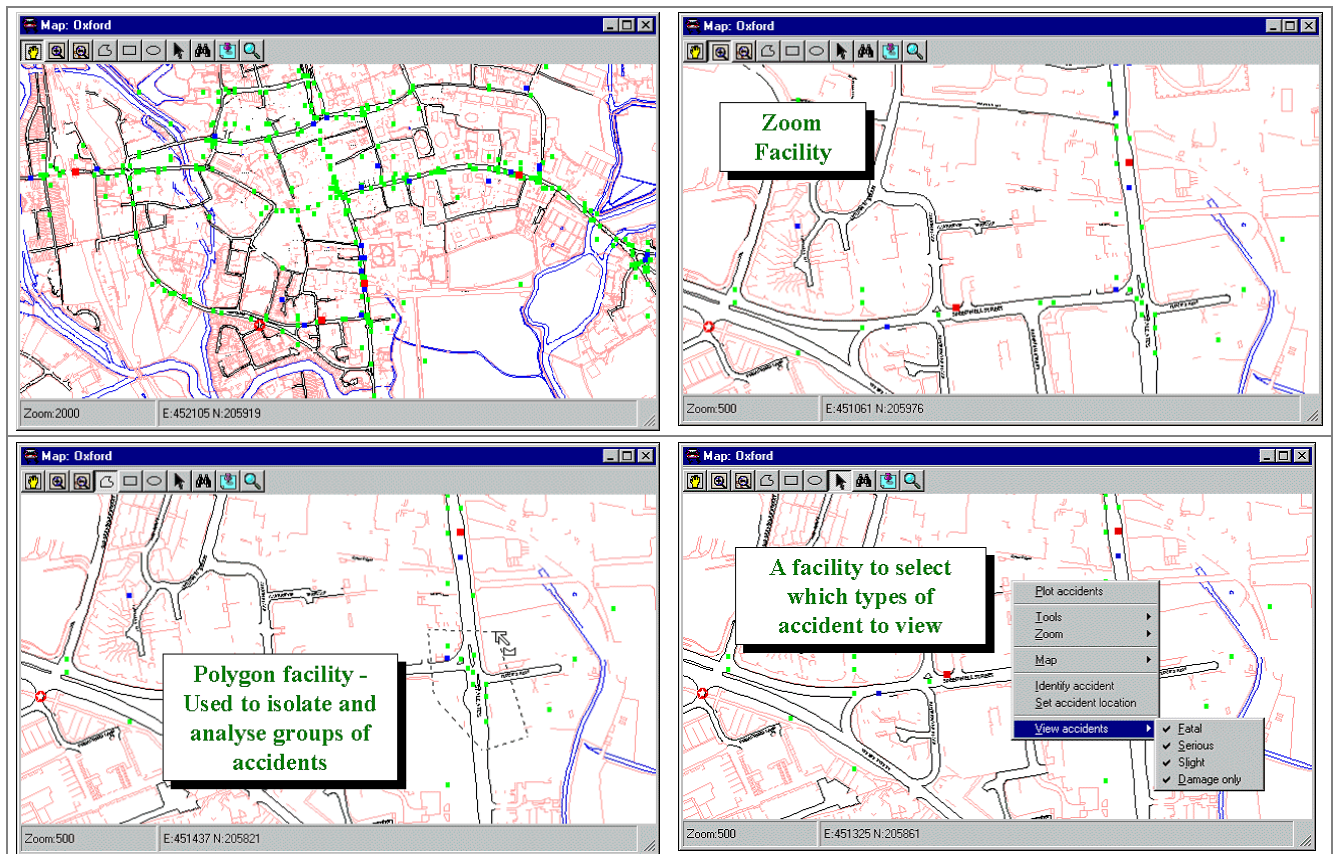 Map: Oxford
Zoom:2000
E:452105 N:205919
Map: Oxford
Zoom
Facility
Zoom:500
E:451061 N:205976
Map: Oxford
Polygon facility -
Used to isolate and
analyse groups of
accidents
Zoom:500
E:451437 N:205821
Map: Oxford
A facility to select
which types of
accident to view
Plot accidents
Tools
Zoom
Map
Identify accident
Set accident location
View accidents
Fatal
Serious
Slight
Damage only
Zoom:500
E:451325 N:205861